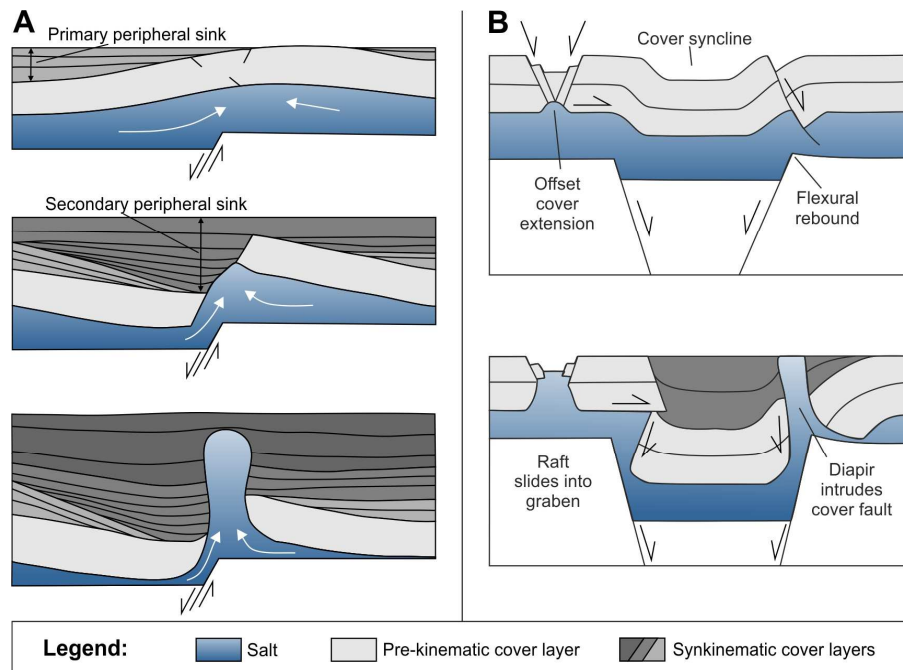 A
Primary peripheral sink
Secondary peripheral sink
B
Cover syncline
Offset
cover
extension
Flexural
rebound
Raft
slides into
graben
Diapir
intrudes
cover fault
Legend:
Salt
Pre-kinematic cover layer
Synkinematic cover layers